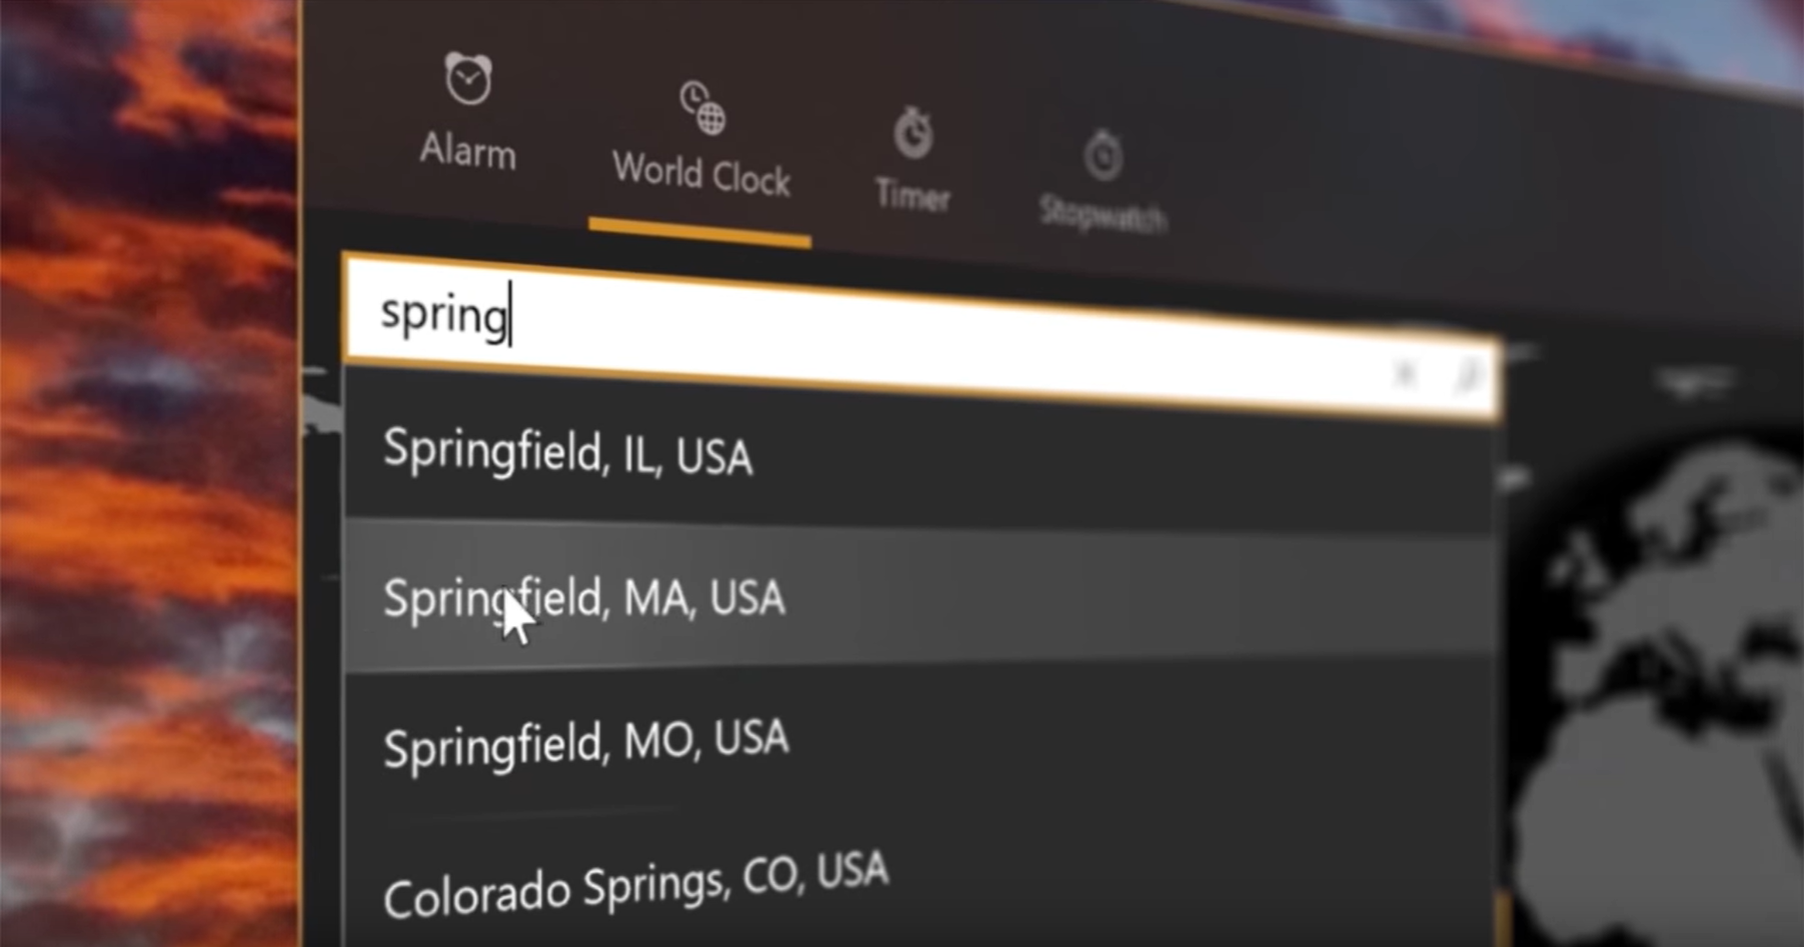 Alarm
World Clock
Timer
Stopwatch
spring
Springfield, IL, USA
Springfield, MA, USA
Springfield, MO, USA
Colorado Springs, CO, USA